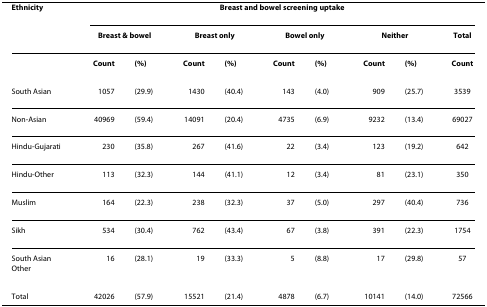 Ethnicity Breast and bowel screening uptake
Breast & bowel Breast only Bowel only Neither Total
Count (%) Count (%) Count (%) Count (%) Count
South Asian 1057 (29.9) 1430 (40.4) 143 (4.0) 909 (25.7) 3539
Non-Asian 40969 (59.4) 14091 (20.4) 4735 (6.9) 9232 (13.4) 69027
Hindu-Gujarati 230 (35.8) 267 (41.6) 22 (3.4) 123 (19.2) 642
Hindu-Other 113 (32.3) 144 (41.1) 12 (3.4) 81 (23.1) 350
Muslim 164 (22.3) 238 (32.3) 37 (5.0) 297 (40.4) 736
Sikh 534 (30.4) 762 (43.4) 67 (3.8) 391 (22.3) 1754
South Asian 16 (28.1) 19 (33.3) 5 (8.8) 17 (29.8) 57
Other
Total 42026 (57.9) 15521 (21.4) 4878 (6.7) 10141 (14.0) 72566